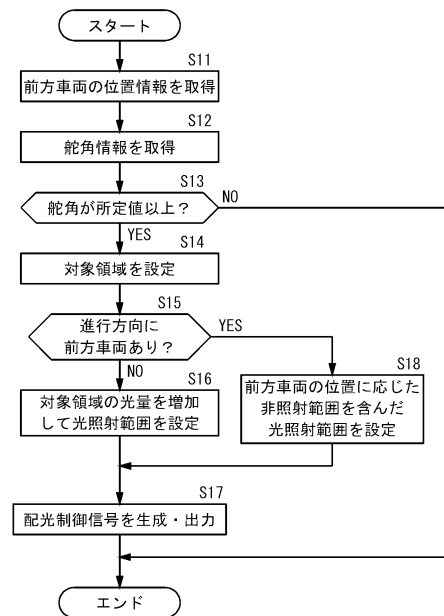 スタート
S11
前方車両の位置情報を取得
S12
舵角情報を取得
S13
舵角が所定値以上？
NO
YES
S14
対象領域を設定
S15
進行方向に
前方車両あり？
YES
NO
S16
対象領域の光量を増加
して光照射範囲を設定
S18
前方車両の位置に応じた
非照射範囲を含んだ
光照射範囲を設定
S17
配光制御信号を生成・出力
エンド